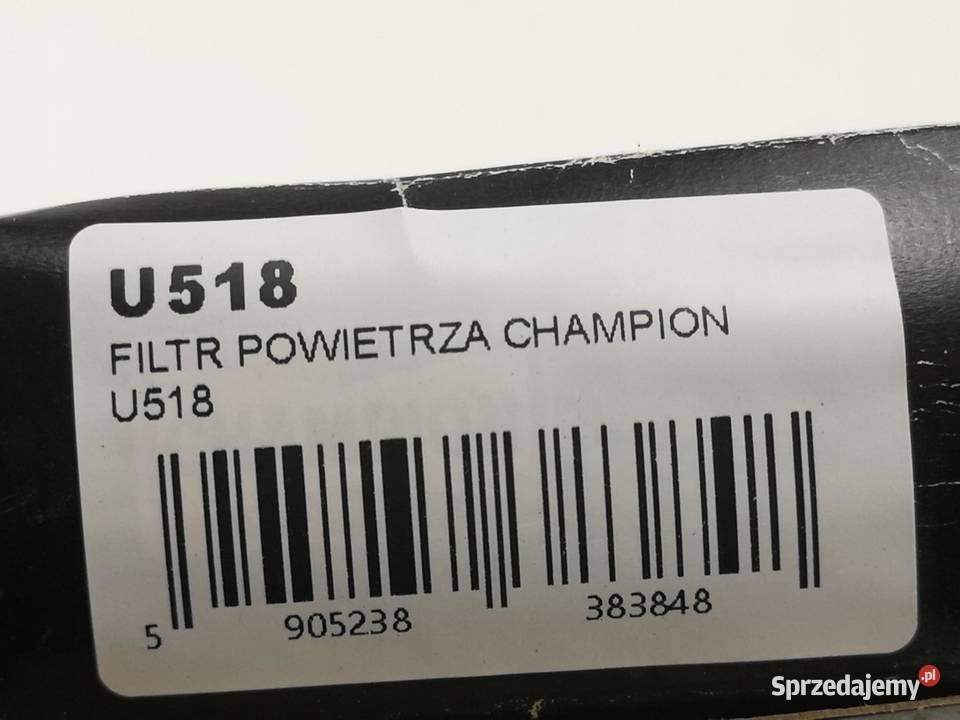 U518
FILTR POWIETRZA CHAMPION
U518
5 905238 383848
Sprzedajemy.pl